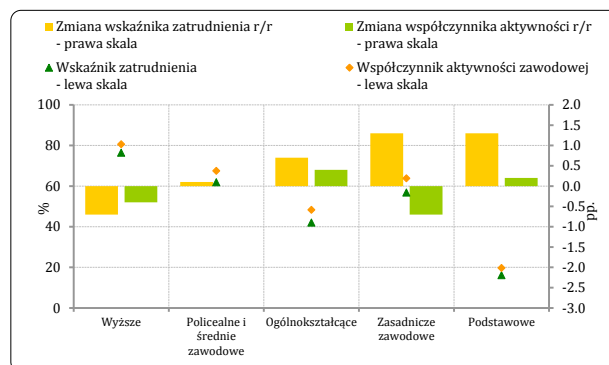 Zmiana wskaźnika zatrudnienia r/r
- prawa skala
Zmiana współczynnika aktywności r/r
- prawa skala
Wskaźnik zatrudnienia
- lewa skala
Współczynnik aktywności zawodowej
- lewa skala
100
80
60
40
20
0
%
2.0
1.5
1.0
0.5
0.0
-0.5
-1.0
-1.5
-2.0
-2.5
-3.0
pp.
Wyższe
Policealne i
średnie
zawodowe
Ogólnokształcące
Zasadnicze
zawodowe
Podstawowe